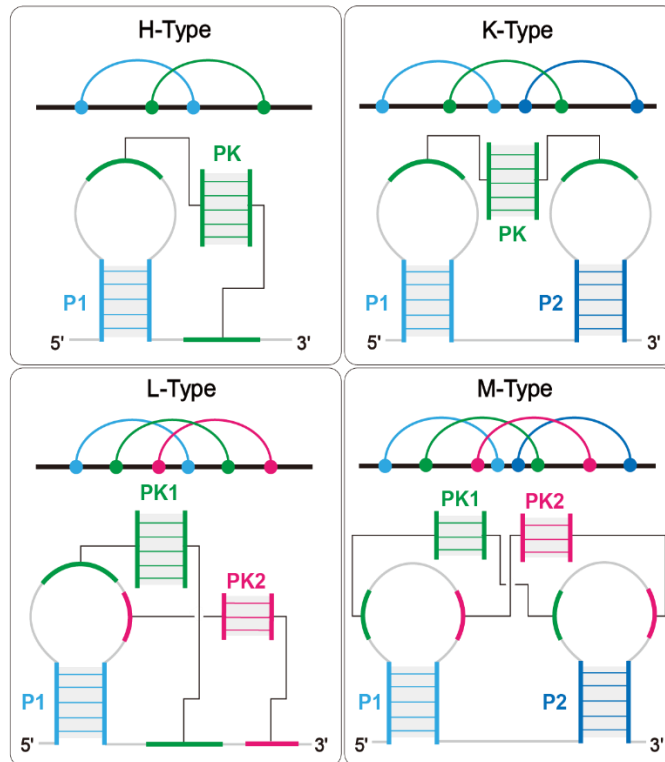 H-Type
PK
P1
5'
3'
K-Type
PK
P1
P2
5'
3'
L-Type
PK1
PK2
P1
5'
3'
M-Type
PK1
PK2
P1
P2
5'
3'